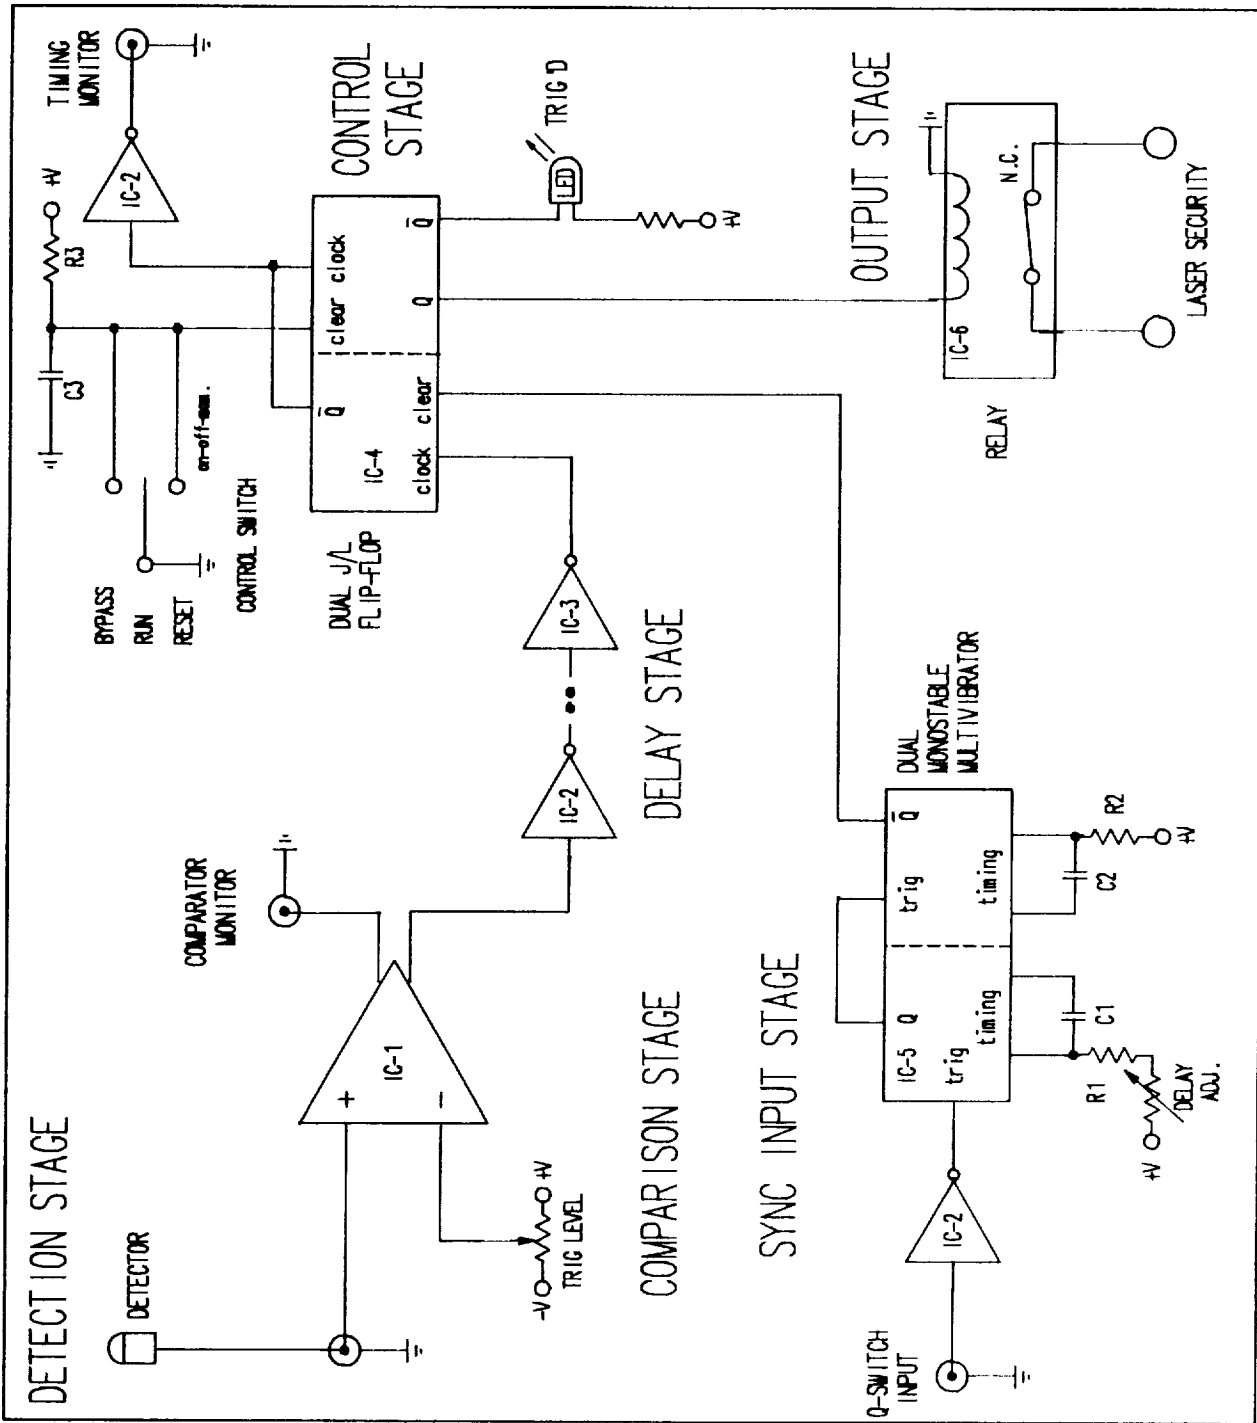 DETECTION STAGE
DETECTOR
COMPARATOR
MONITOR
+
−
IC-1
-V
+V
TRIG LEVEL
COMPARISON STAGE
IC-2
IC-3
DELAY STAGE
BYPASS
RUN
RESET
on-off-mom.
CONTROL SWITCH
C3
R3
+V
IC-2
TIMING
MONITOR
DUAL J/L
FLIP-FLOP
IC-4
Q̅
clear
clock
clock
clear
Q
Q̅
CONTROL
STAGE
LED
TRIG'D
+V
SYNC INPUT STAGE
Q-SWITCH
INPUT
IC-2
IC-5
Q
trig
Q̅
trig
timing
timing
DUAL
MONOSTABLE
MULTIVIBRATOR
R1
C1
C2
R2
+V
+V
DELAY
ADJ.
OUTPUT STAGE
IC-6
N.C.
RELAY
LASER SECURITY